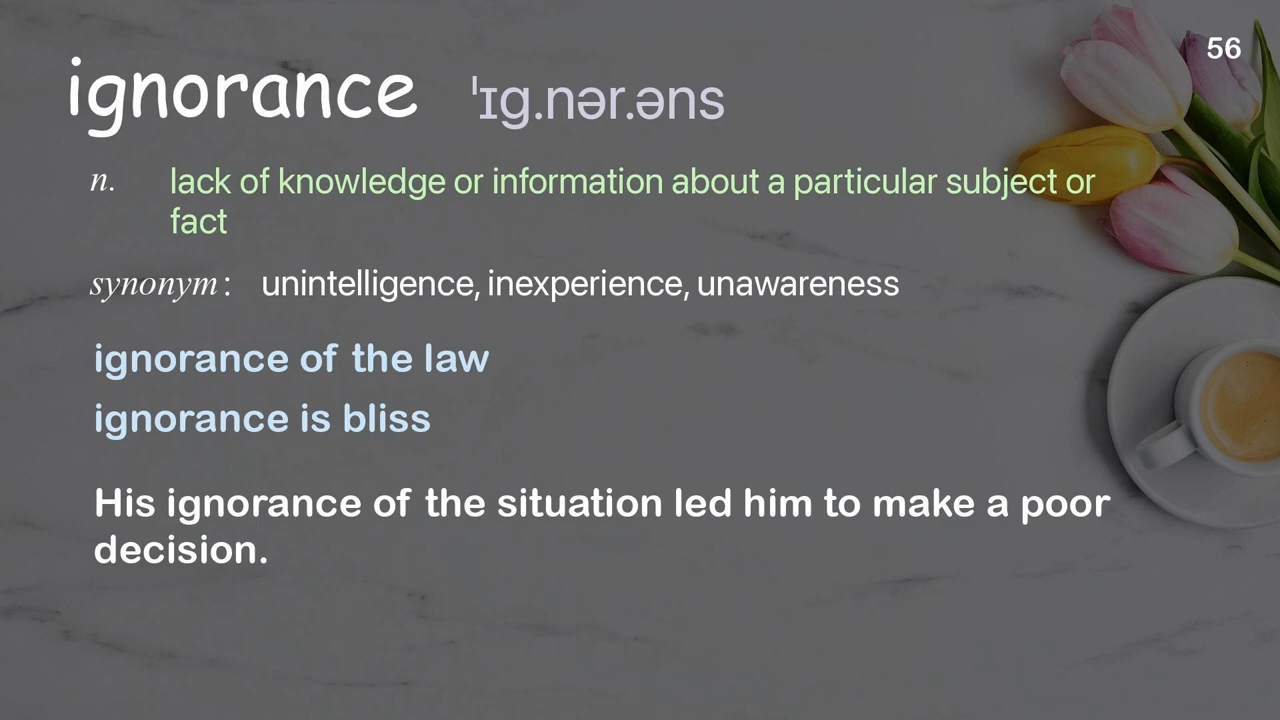 56
ignorance ˈɪg.nər.əns
n. lack of knowledge or information about a particular subject or
fact
synonym: unintelligence, inexperience, unawareness
ignorance of the law
ignorance is bliss
His ignorance of the situation led him to make a poor
decision.